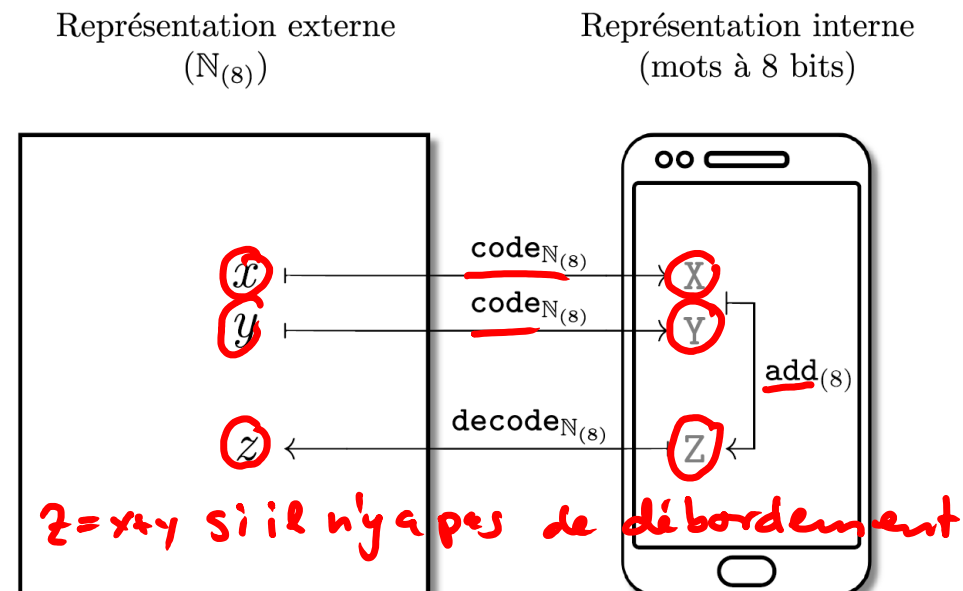 Représentation externe
(ℕ(8))
Représentation interne
(mots à 8 bits)
codeℕ(8)
x X
codeℕ(8)
y Y
add(8)
decodeℕ(8)
z Z
z=x+y si il n'y a pas de débordement